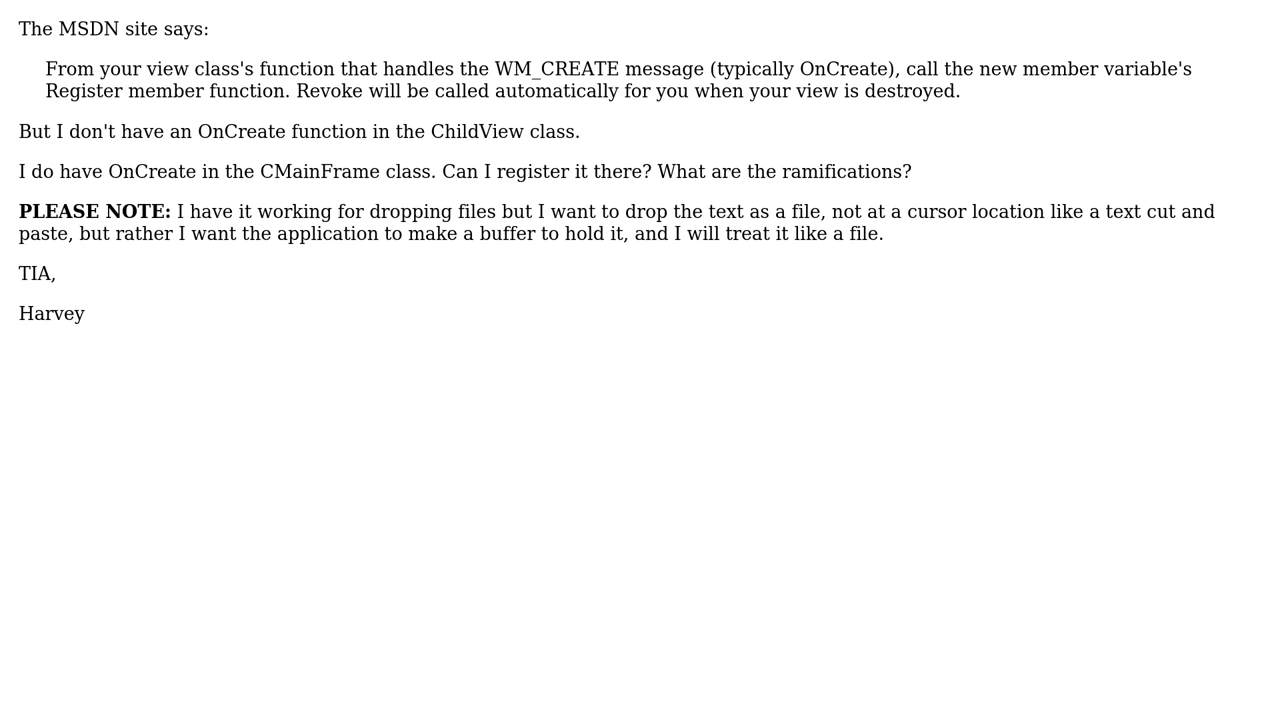 The MSDN site says:
From your view class's function that handles the WM_CREATE message (typically OnCreate), call the new member variable's
Register member function. Revoke will be called automatically for you when your view is destroyed.
But I don't have an OnCreate function in the ChildView class.
I do have OnCreate in the CMainFrame class. Can I register it there? What are the ramifications?
PLEASE NOTE: I have it working for dropping files but I want to drop the text as a file, not at a cursor location like a text cut and
paste, but rather I want the application to make a buffer to hold it, and I will treat it like a file.
TIA,
Harvey